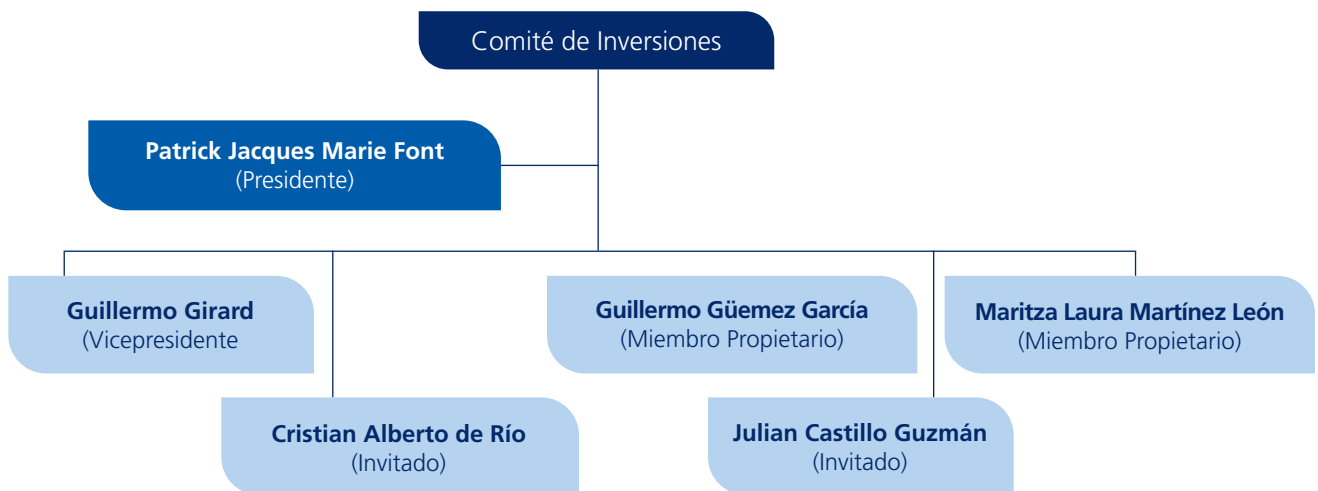 Comité de Inversiones
Patrick Jacques Marie Font
(Presidente)
Guillermo Girard
(Vicepresidente
Guillermo Güemez García
(Miembro Propietario)
Maritza Laura Martínez León
(Miembro Propietario)
Cristian Alberto de Río
(Invitado)
Julian Castillo Guzmán
(Invitado)